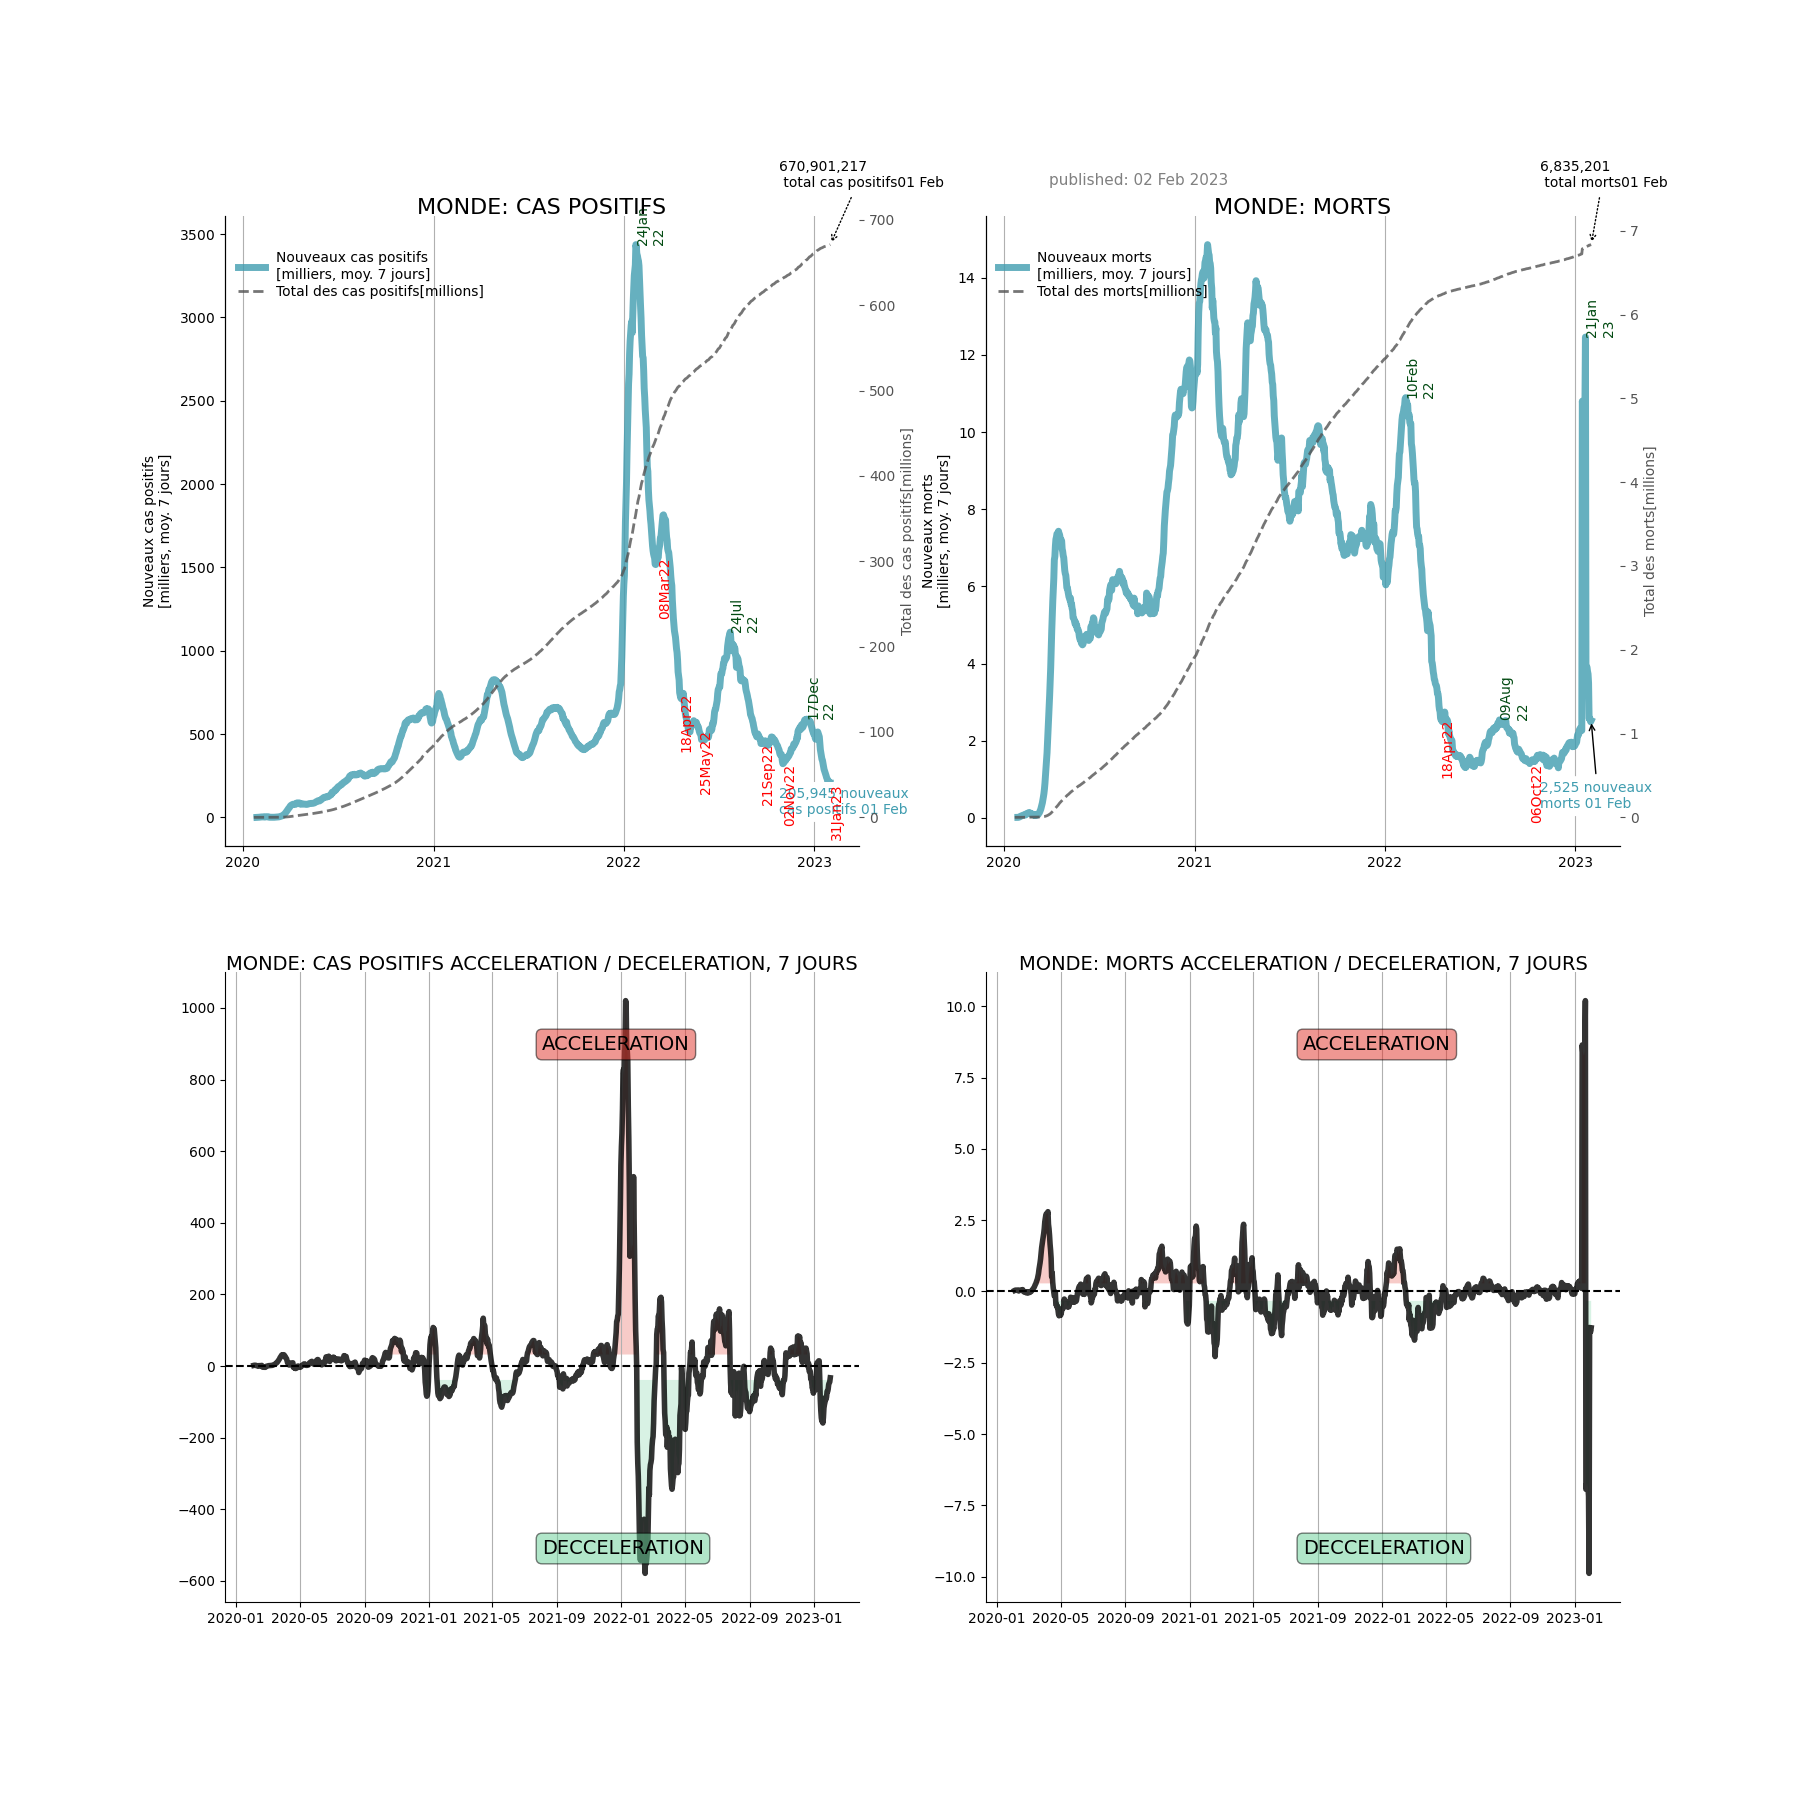 670,901,217
total cas positifs01 Feb
published: 02 Feb 2023
6,835,201
total morts01 Feb
MONDE: CAS POSITIFS
Nouveaux cas positifs
[milliers, moy. 7 jours]
Total des cas positifs[millions]
24Jan
22
08Mar22
18Apr22
25May22
24Jul
22
21Sep22
02Nov22
17Dec
22
31Jan23
205,945 nouveaux
cas positifs 01 Feb
3500
3000
2500
2000
1500
1000
500
0
Nouveaux cas positifs
[milliers, moy. 7 jours]
700
600
500
400
300
200
100
0
Total des cas positifs[millions]
2020
2021
2022
2023
MONDE: MORTS
Nouveaux morts
[milliers, moy. 7 jours]
Total des morts[millions]
10Feb
22
18Apr22
09Aug
22
06Oct22
21Jan
23
2,525 nouveaux
morts 01 Feb
14
12
10
8
6
4
2
0
Nouveaux morts
[milliers, moy. 7 jours]
7
6
5
4
3
2
1
0
Total des morts[millions]
2020
2021
2022
2023
MONDE: CAS POSITIFS ACCELERATION / DECELERATION, 7 JOURS
ACCELERATION
DECCELERATION
1000
800
600
400
200
0
−200
−400
−600
2020-01
2020-05
2020-09
2021-01
2021-05
2021-09
2022-01
2022-05
2022-09
2023-01
MONDE: MORTS ACCELERATION / DECELERATION, 7 JOURS
ACCELERATION
DECCELERATION
10.0
7.5
5.0
2.5
0.0
−2.5
−5.0
−7.5
−10.0
2020-01
2020-05
2020-09
2021-01
2021-05
2021-09
2022-01
2022-05
2022-09
2023-01